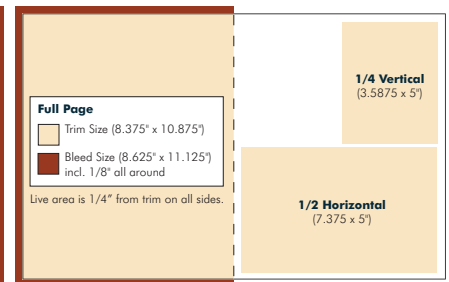 Full Page
Trim Size (8.375" x 10.875")
Bleed Size (8.625" x 11.125")
incl. 1/8" all around
Live area is 1/4” from trim on all sides.
1/4 Vertical
(3.5875 x 5")
1/2 Horizontal
(7.375 x 5")